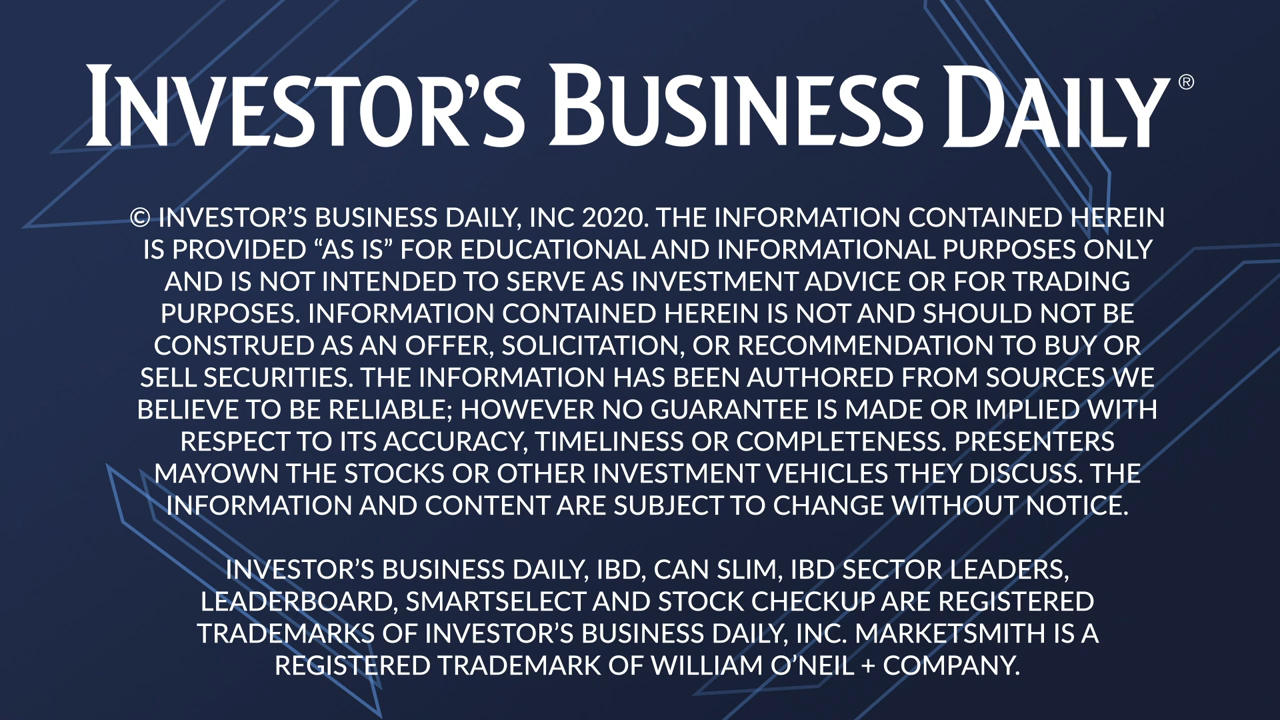 INVESTOR'S BUSINESS DAILY®
© INVESTOR'S BUSINESS DAILY, INC 2020. THE INFORMATION CONTAINED HEREIN
IS PROVIDED “AS IS” FOR EDUCATIONAL AND INFORMATIONAL PURPOSES ONLY
AND IS NOT INTENDED TO SERVE AS INVESTMENT ADVICE OR FOR TRADING
PURPOSES. INFORMATION CONTAINED HEREIN IS NOT AND SHOULD NOT BE
CONSTRUED AS AN OFFER, SOLICITATION, OR RECOMMENDATION TO BUY OR
SELL SECURITIES. THE INFORMATION HAS BEEN AUTHORED FROM SOURCES WE
BELIEVE TO BE RELIABLE; HOWEVER NO GUARANTEE IS MADE OR IMPLIED WITH
RESPECT TO ITS ACCURACY, TIMELINESS OR COMPLETENESS. PRESENTERS
MAYOWN THE STOCKS OR OTHER INVESTMENT VEHICLES THEY DISCUSS. THE
INFORMATION AND CONTENT ARE SUBJECT TO CHANGE WITHOUT NOTICE.
INVESTOR'S BUSINESS DAILY, IBD, CAN SLIM, IBD SECTOR LEADERS,
LEADERBOARD, SMARTSELECT AND STOCK CHECKUP ARE REGISTERED
TRADEMARKS OF INVESTOR'S BUSINESS DAILY, INC. MARKETSMITH IS A
REGISTERED TRADEMARK OF WILLIAM O'NEIL + COMPANY.